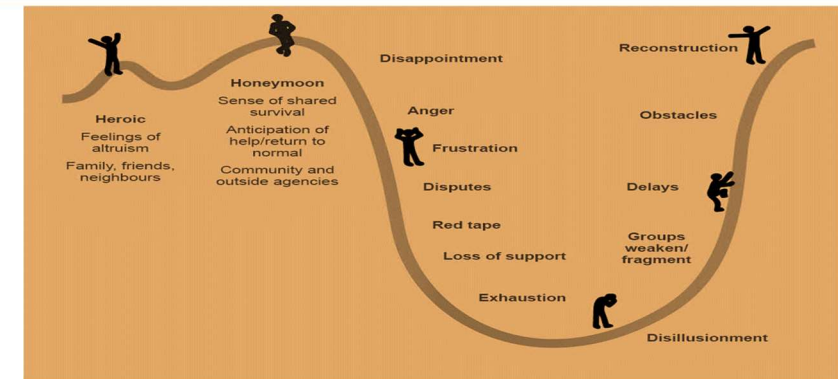 Heroic
Feelings of
altruism
Family, friends,
neighbours
Honeymoon
Sense of shared
survival
Anticipation of
help/return to
normal
Community and
outside agencies
Disappointment
Anger
Frustration
Disputes
Red tape
Loss of support
Exhaustion
Disillusionment
Groups
weaken/
fragment
Delays
Obstacles
Reconstruction